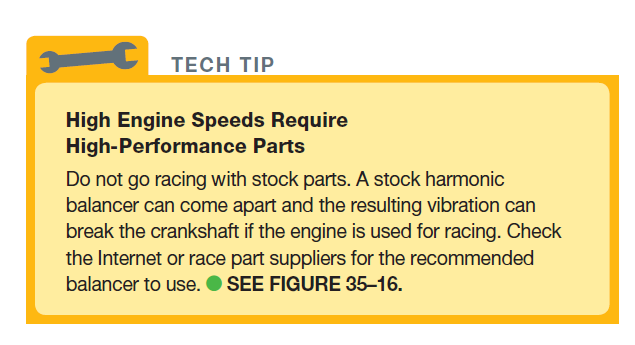 TECH TIP
High Engine Speeds Require
High-Performance Parts
Do not go racing with stock parts. A stock harmonic
balancer can come apart and the resulting vibration can
break the crankshaft if the engine is used for racing. Check
the Internet or race part suppliers for the recommended
balancer to use. ● SEE FIGURE 35–16.